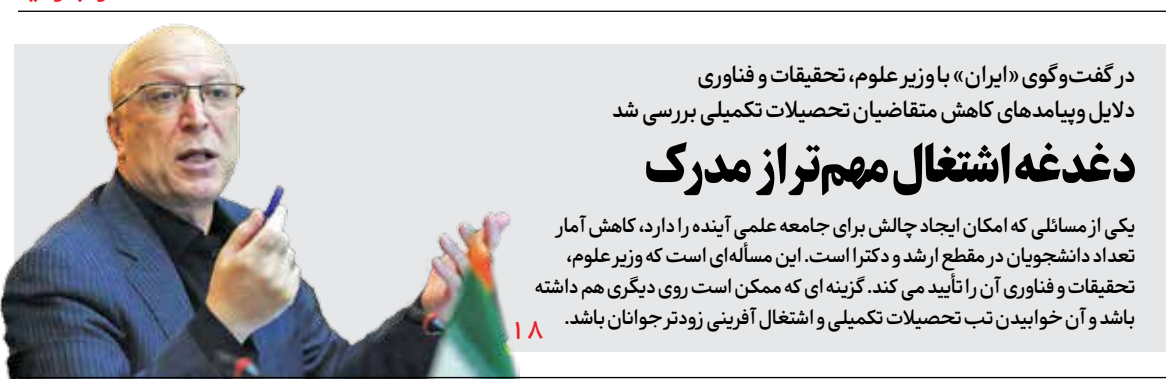 در گفت‌وگوی «ایران» با وزیر علوم، تحقیقات و فناوری
دلایل وپیامدهای کاهش متقاضیان تحصیلات تکمیلی بررسی شد
دغدغه اشتغال مهم‌تر از مدرک
یکی از مسائلی که امکان ایجاد چالش برای جامعه علمی آینده را دارد، کاهش آمار
تعداد دانشجویان در مقطع ارشد و دکترا است. این مسأله‌ای است که وزیر علوم،
تحقیقات و فناوری آن را تأیید می کند. گزینه ای که ممکن است روی دیگری هم داشته
باشد و آن خوابیدن تب تحصیلات تکمیلی و اشتغال آفرینی زودتر جوانان باشد.
۱۸